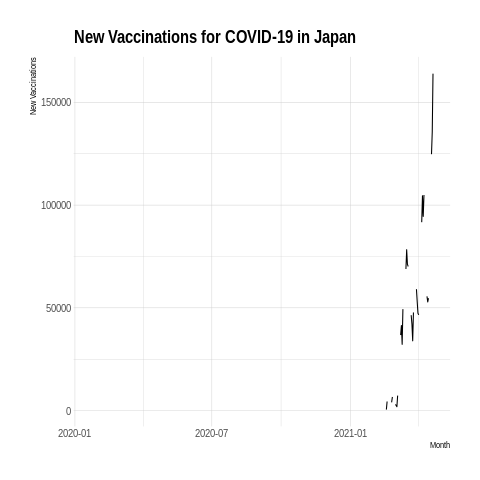 New Vaccinations for COVID-19 in Japan
New Vaccinations
150000
100000
50000
0
2020-01 2020-07 2021-01
Month